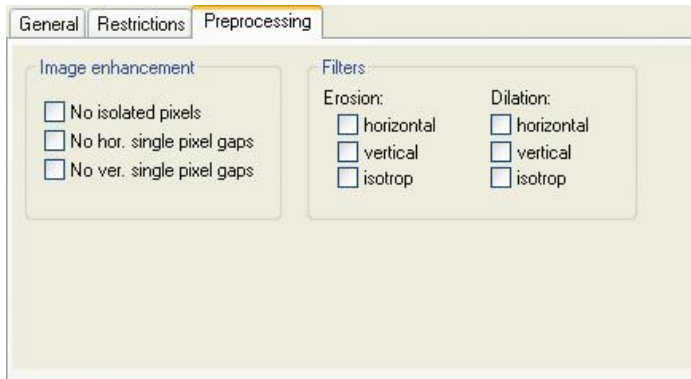 General Restrictions Preprocessing
Image enhancement
No isolated pixels
No hor. single pixel gaps
No ver. single pixel gaps
Filters
Erosion:
horizontal
vertical
isotrop
Dilation:
horizontal
vertical
isotrop